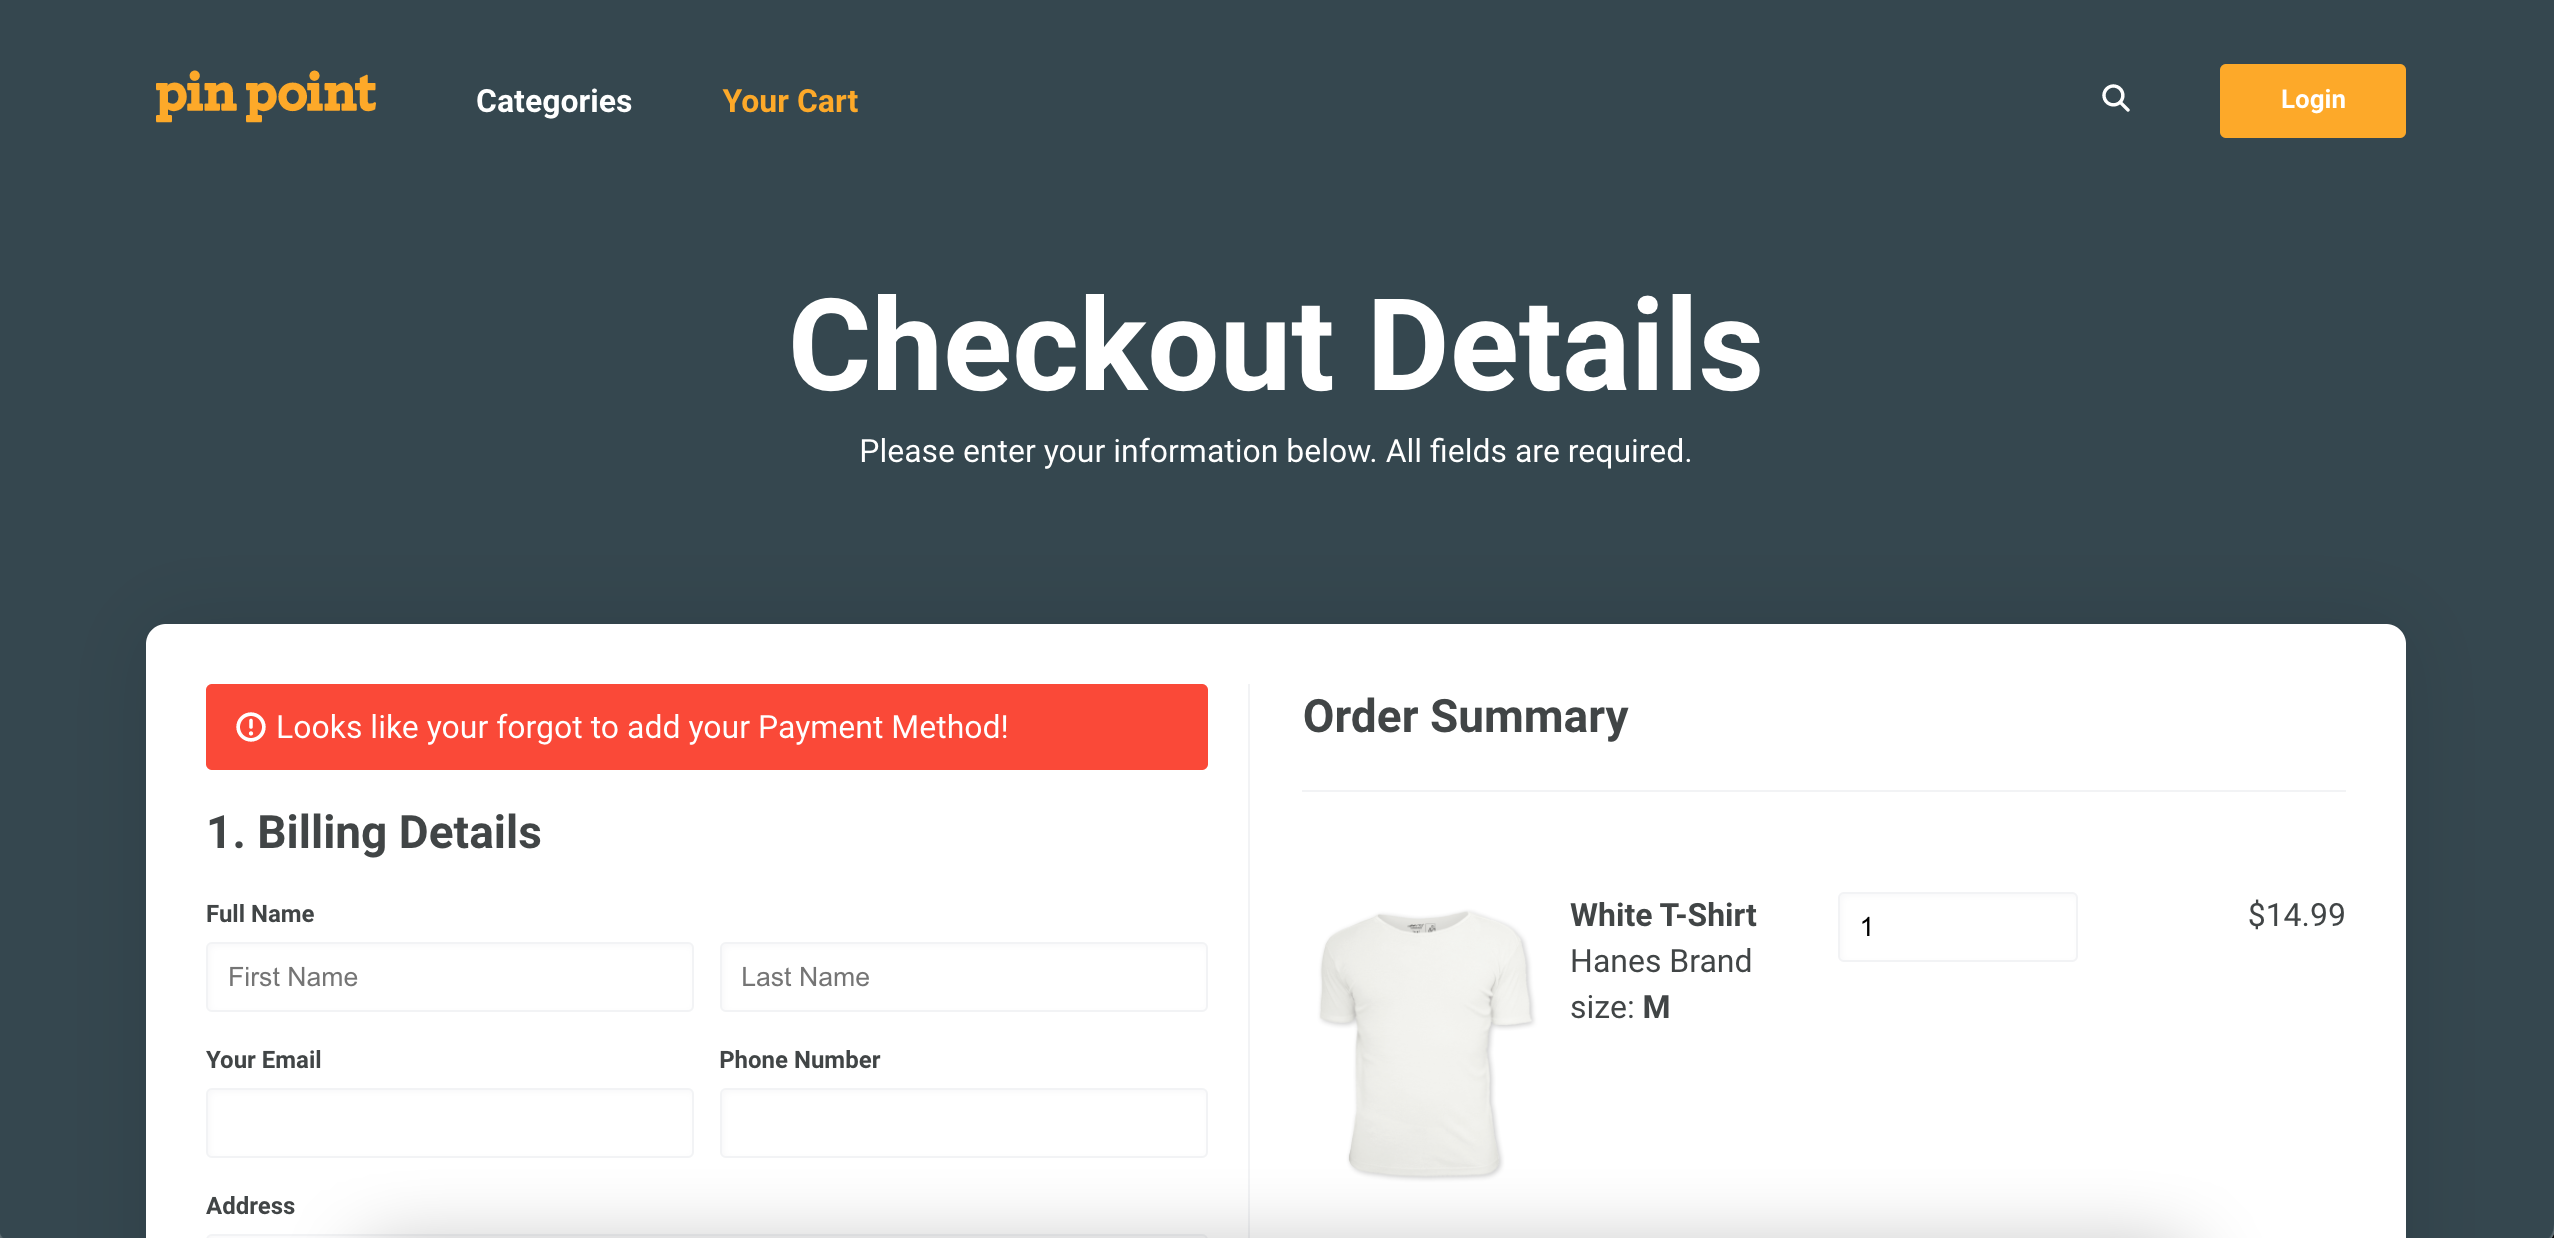 pin point
Categories
Your Cart
Login
Checkout Details
Please enter your information below. All fields are required.
Looks like your forgot to add your Payment Method!
1. Billing Details
Full Name
First Name
Last Name
Your Email
Phone Number
Address
Order Summary
White T-Shirt
Hanes Brand
size: M
1
$14.99